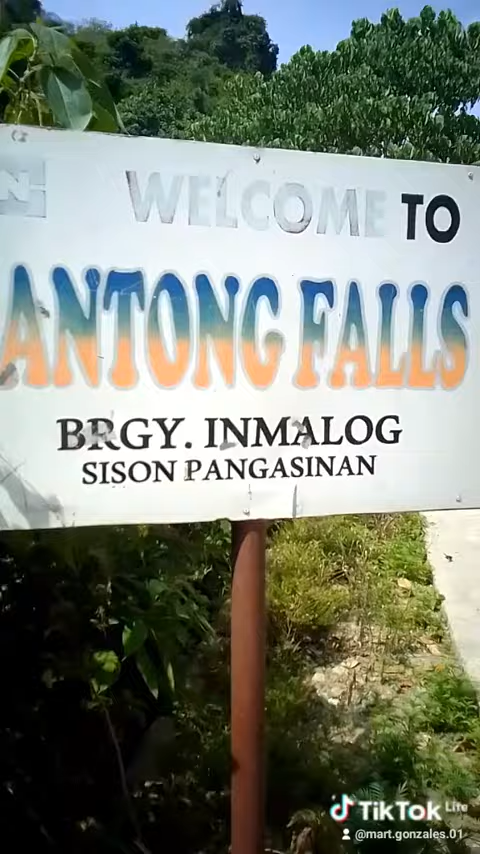 WELCOME TO
ANTONG FALLS
BRGY. INMALOG
SISON PANGASINAN
TikTok Lite
@mart.gonzales.01